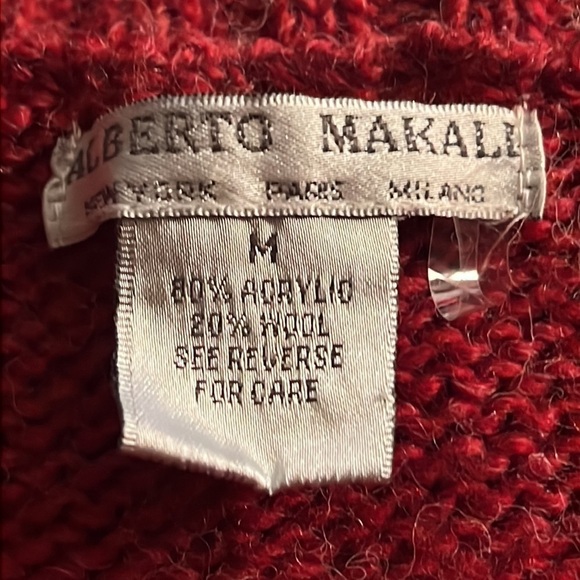 ALBERTO MAKALI
NEW YORK PARIS MILANO
M
80% ACRYLIC
20% WOOL
SEE REVERSE
FOR CARE